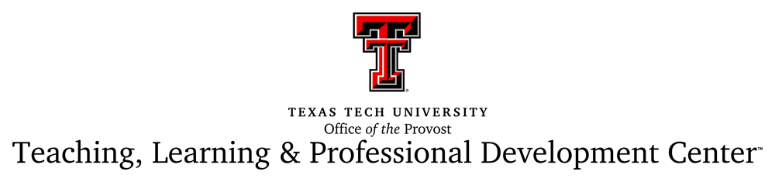 TEXAS TECH UNIVERSITY
Office of the Provost
Teaching, Learning & Professional Development Center™